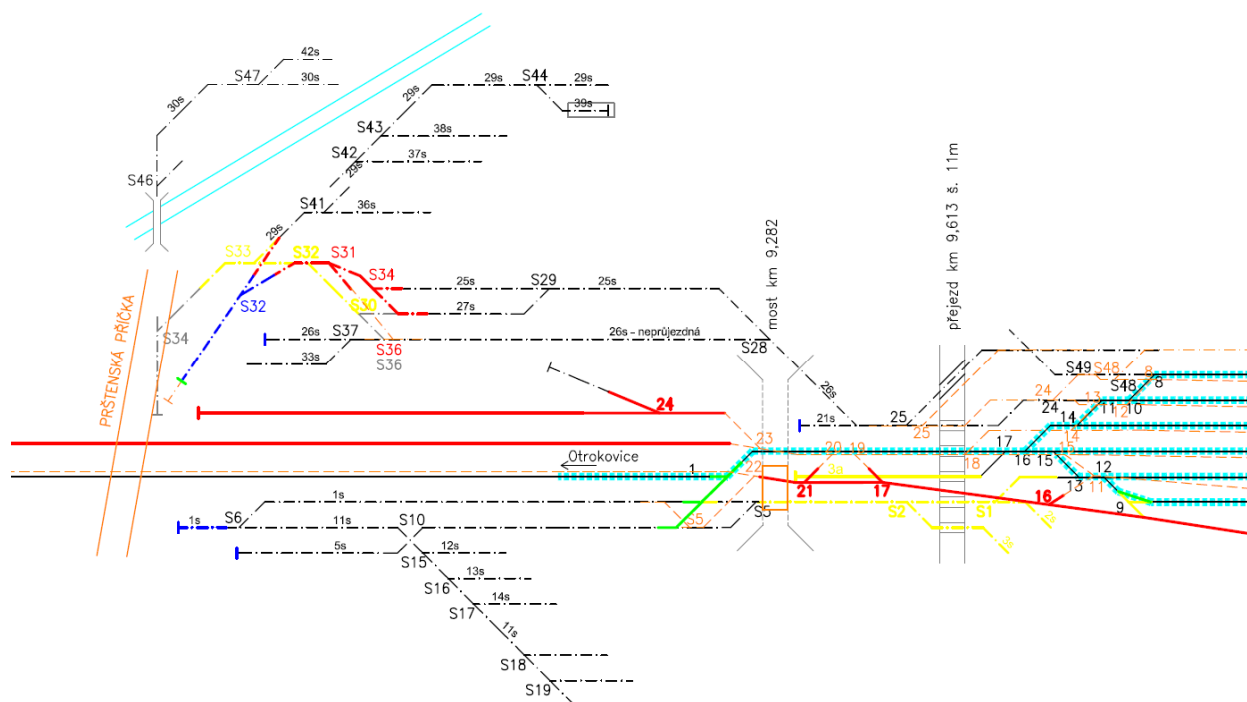 42s
S47
30s
30s
29s
S44
29s
29s
39s
S43
38s
S42
37s
29s
S46
S41
36s
29s
S33
S32
S31
S34
25s
S29
25s
S32
S30
27s
S34
26s
S37
26s - neprůjezdná
S28
S36
S36
33s
PRŠTENSKÁ PŘÍČKA
most km 9,282
přejezd km 9,613 š. 11m
26s
S49
S48
8
S48
8
24
13
24
11
10
12
14
14
24
21s
25
25
23
20
19
17
18
16
15
15
Otrokovice
1
22
3a
21
17
12
13
11
16
9
1s
S5
S5
S2
S1
2s
3s
1s
S6
11s
S10
5s
S15
12s
S16
13s
S17
14s
11s
S18
S19